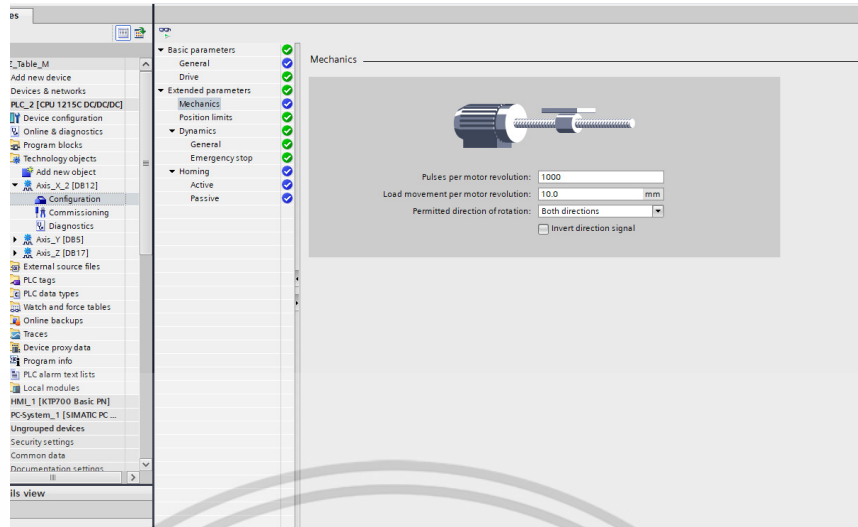 es
E_Table_M
Add new device
Devices & networks
PLC_2 [CPU 1215C DC/DC/DC]
Device configuration
Online & diagnostics
Program blocks
Technology objects
Add new object
Axis_X_2 [DB12]
Configuration
Commissioning
Diagnostics
Axis_Y [DB5]
Axis_Z [DB17]
External source files
PLC tags
PLC data types
Watch and force tables
Online backups
Traces
Device proxy data
Program info
PLC alarm text lists
Local modules
HMI_1 [KTP700 Basic PN]
PC-System_1 [SIMATIC PC ...
Ungrouped devices
Security settings
Common data
Documentation settings
ils view
Basic parameters
General
Drive
Extended parameters
Mechanics
Position limits
Dynamics
General
Emergency stop
Homing
Active
Passive
Mechanics
Pulses per motor revolution: 1000
Load movement per motor revolution: 10.0 mm
Permitted direction of rotation: Both directions
Invert direction signal